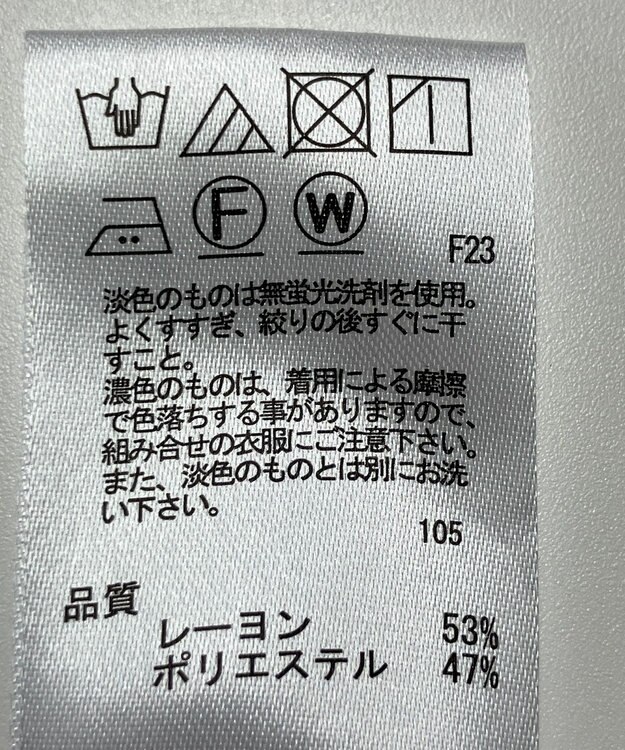 F W
F23
淡色のものは無蛍光洗剤を使用。
よくすすぎ、絞りの後すぐに干
すこと。
濃色のものは、着用による摩擦
で色落ちする事がありますので、
組み合せの衣服にご注意下さい。
また、淡色のものとは別にお洗
い下さい。
105
品質
レーヨン 53%
ポリエステル 47%